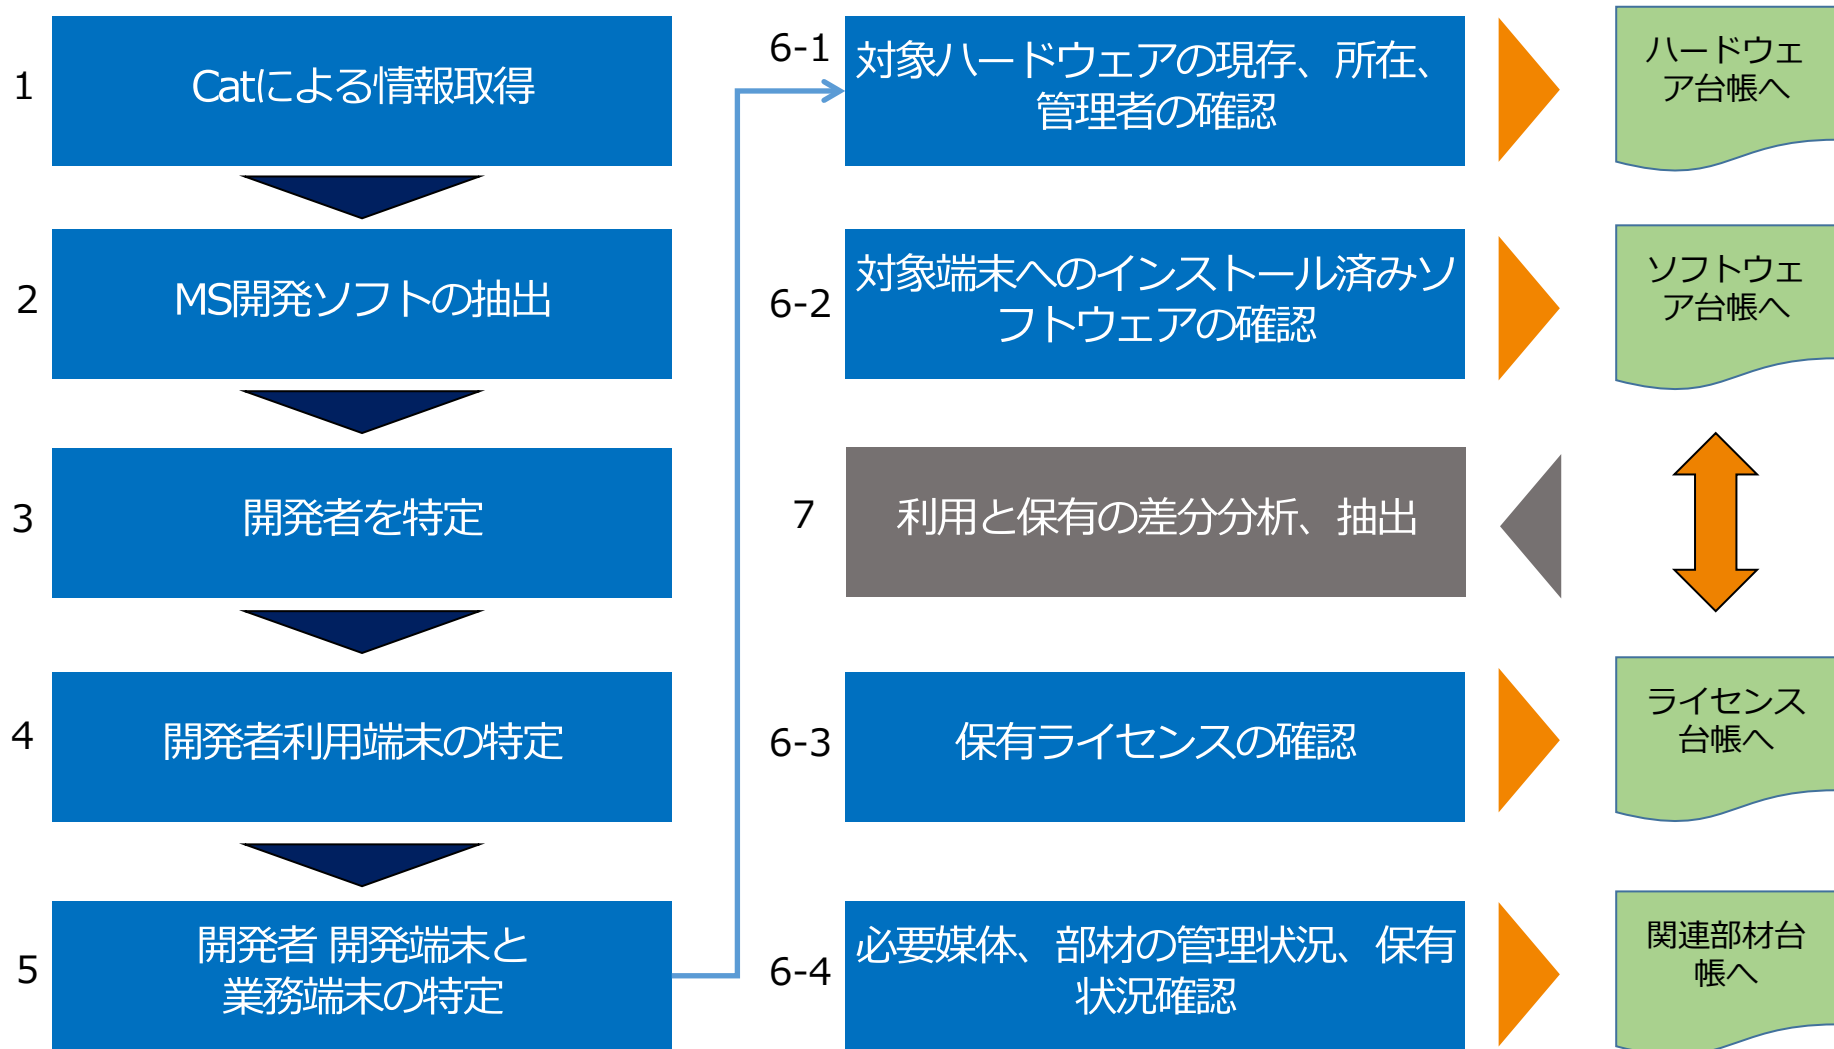 1
Catによる情報取得
2
MS開発ソフトの抽出
3
開発者を特定
4
開発者利用端末の特定
5
開発者 開発端末と
業務端末の特定
6-1
対象ハードウェアの現存、所在、
管理者の確認
ハードウェ
ア台帳へ
6-2
対象端末へのインストール済みソ
フトウェアの確認
ソフトウェ
ア台帳へ
7
利用と保有の差分分析、抽出
6-3
保有ライセンスの確認
ライセンス
台帳へ
6-4
必要媒体、部材の管理状況、保有
状況確認
関連部材台
帳へ